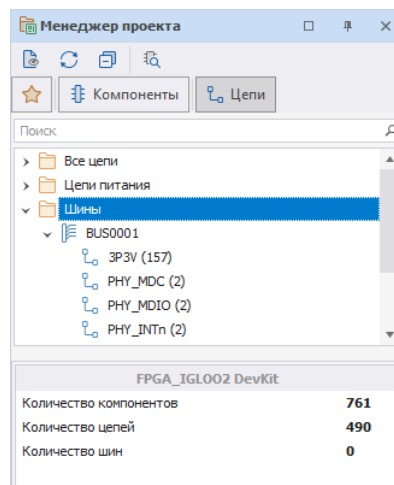 Менеджер проекта
Компоненты
Цепи
Поиск
Все цепи
Цепи питания
Шины
BUS0001
3P3V (157)
PHY_MDC (2)
PHY_MDIO (2)
PHY_INTn (2)
FPGA_IGLOO2 DevKit
Количество компонентов 761
Количество цепей 490
Количество шин 0